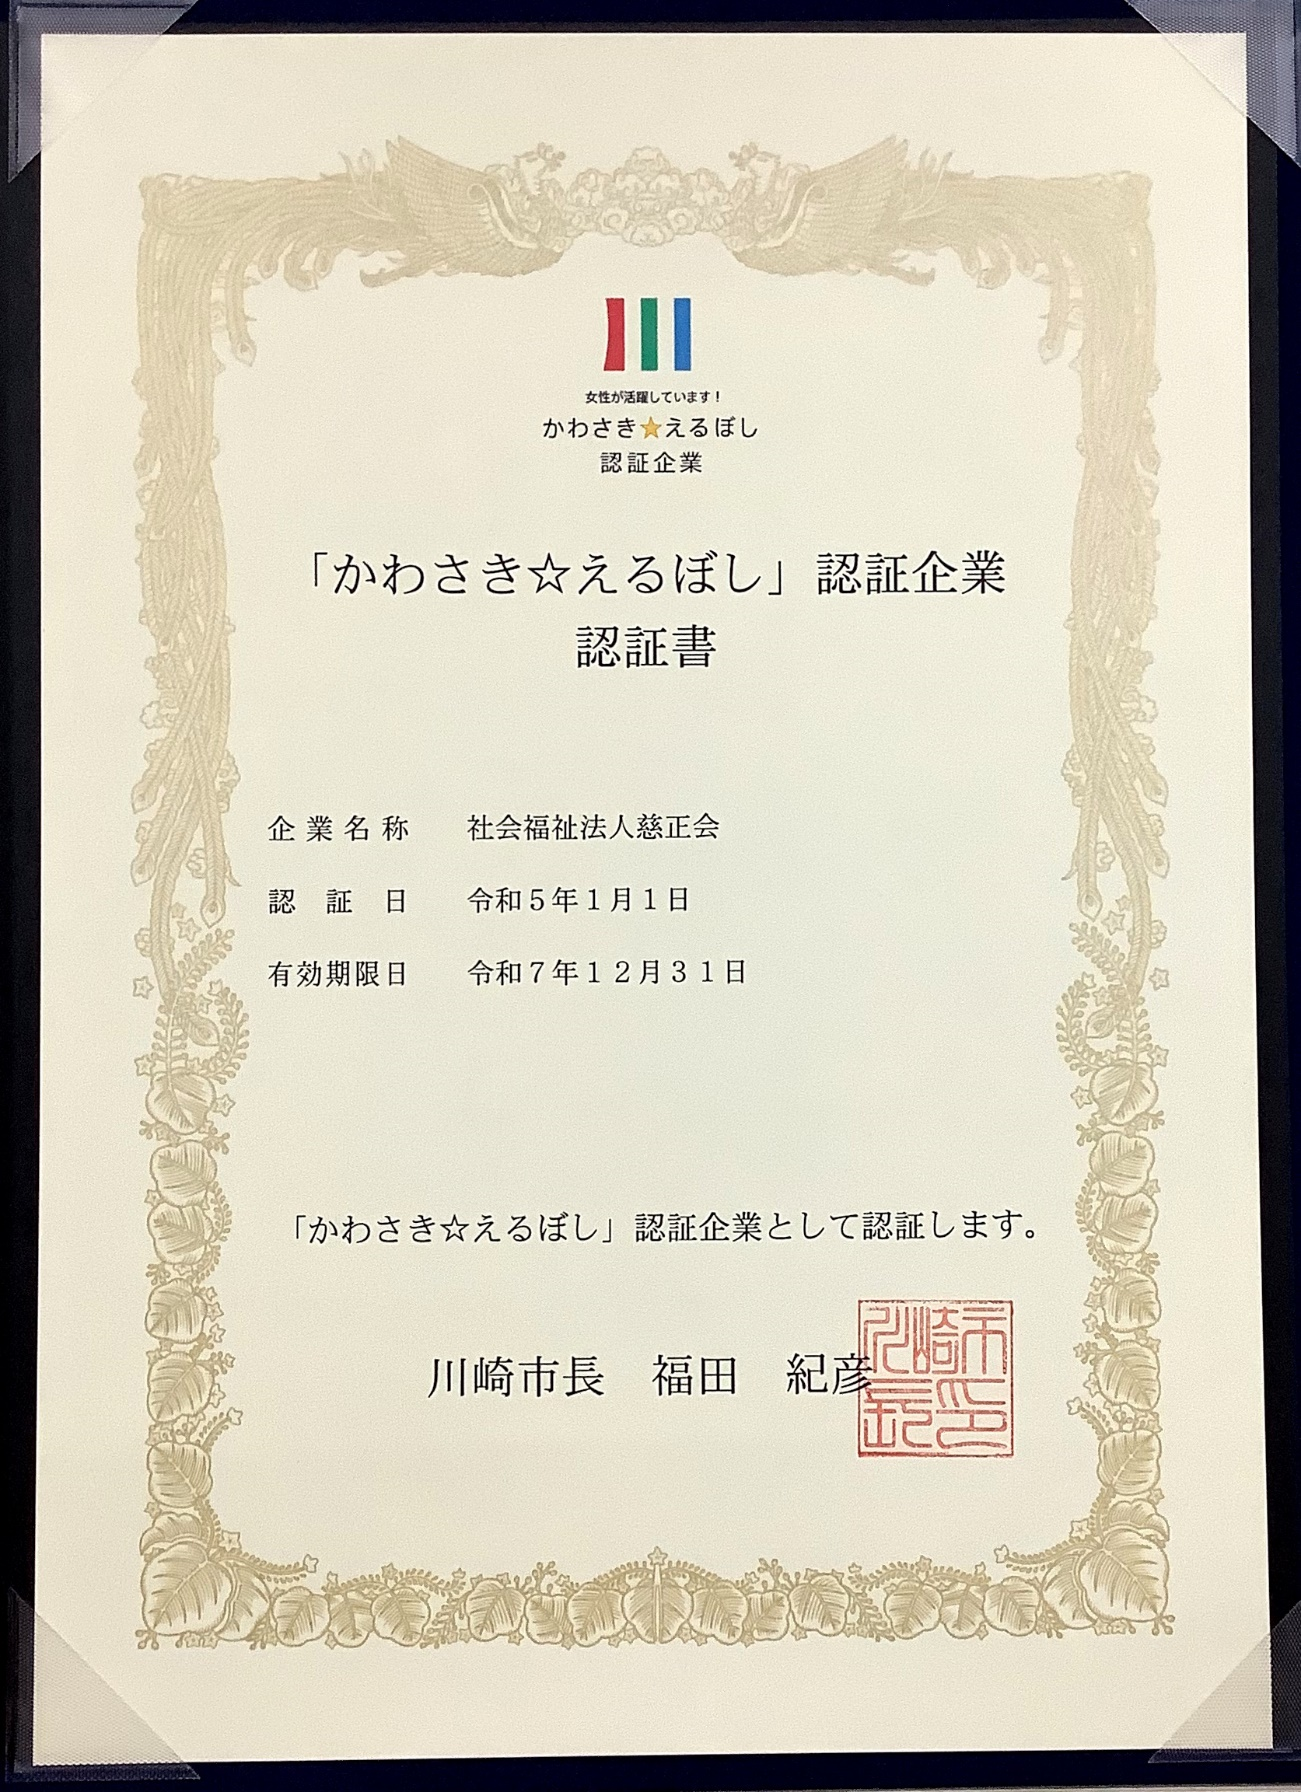 女性が活躍しています！
かわさき★えるぼし
認証企業
「かわさき☆えるぼし」認証企業
認証書
企業名称　社会福祉法人慈正会
認証日　令和５年１月１日
有効期限日　令和７年１２月３１日
「かわさき☆えるぼし」認証企業として認証します。
川崎市長　福田　紀彦
川崎市長印